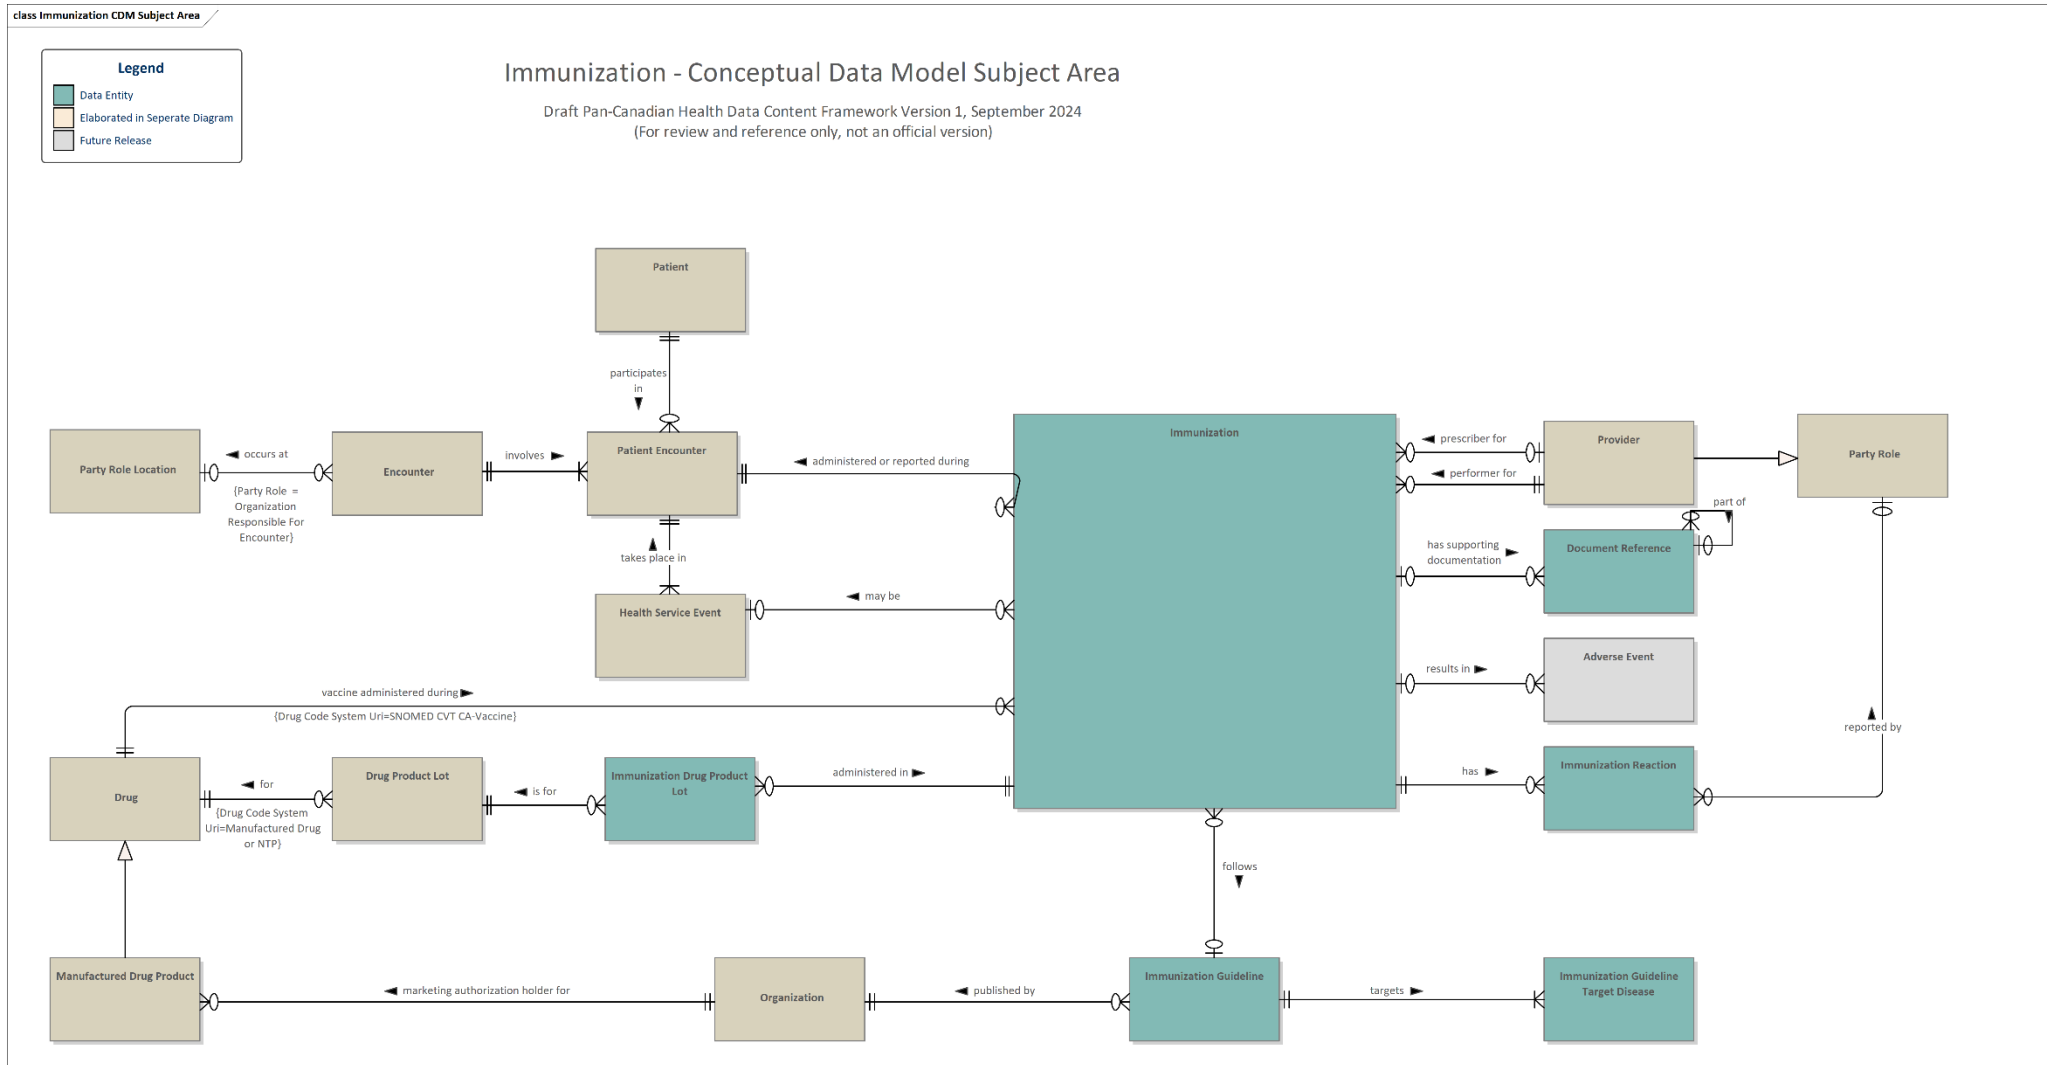 class Immunization CDM Subject Area
Legend
Data Entity
Elaborated in Seperate Diagram
Future Release
Immunization - Conceptual Data Model Subject Area
Draft Pan-Canadian Health Data Content Framework Version 1, September 2024
(For review and reference only, not an official version)
Patient
participates
in
Party Role Location
occurs at
{Party Role =
Organization
Responsible For
Encounter}
Encounter
involves
Patient Encounter
administered or reported during
Immunization
prescriber for
performer for
Provider
Party Role
part of
takes place in
has supporting
documentation
Document Reference
Health Service Event
may be
results in
Adverse Event
vaccine administered during
{Drug Code System Uri=SNOMED CVT CA-Vaccine}
reported by
Drug
for
{Drug Code System
Uri=Manufactured Drug
or NTP}
Drug Product Lot
is for
Immunization Drug Product
Lot
administered in
has
Immunization Reaction
follows
Manufactured Drug Product
marketing authorization holder for
Organization
published by
Immunization Guideline
targets
Immunization Guideline
Target Disease